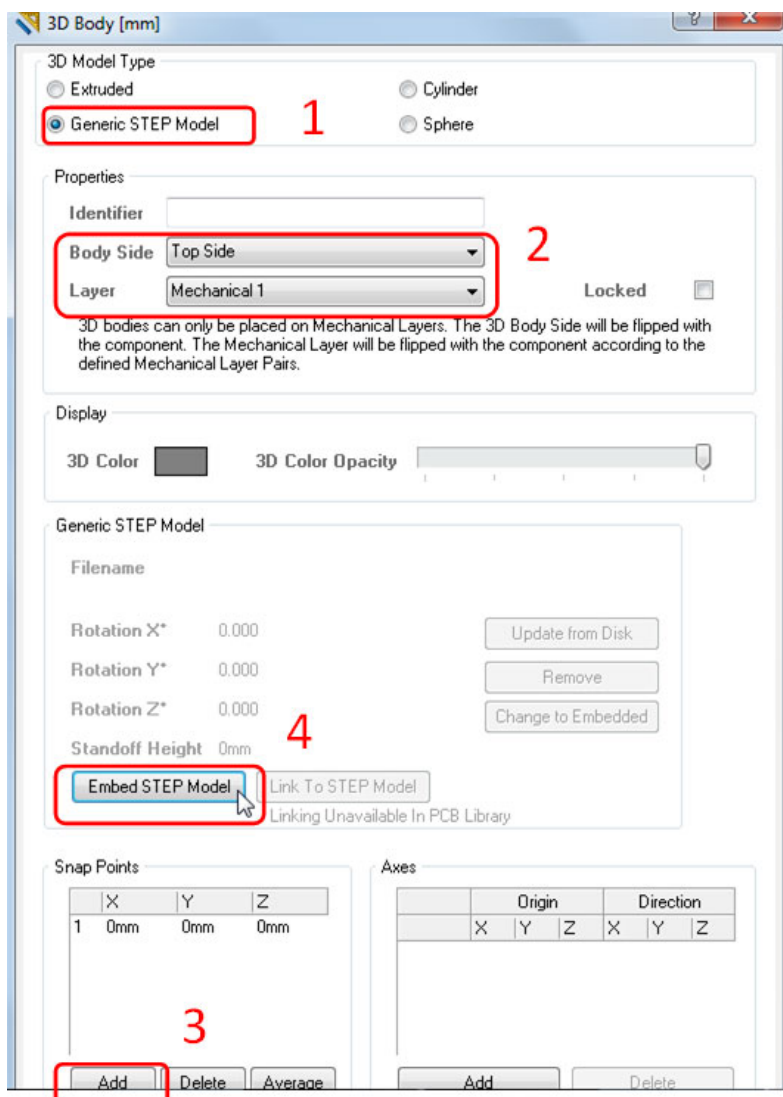 3D Body [mm]
?
3D Model Type
Extruded
Cylinder
Generic STEP Model
1
Sphere
Properties
Identifier
Body Side Top Side
2
Layer Mechanical 1
Locked
3D bodies can only be placed on Mechanical Layers. The 3D Body Side will be flipped with
the component. The Mechanical Layer will be flipped with the component according to the
defined Mechanical Layer Pairs.
Display
3D Color
3D Color Opacity
Generic STEP Model
Filename
Rotation X° 0.000
Update from Disk
Rotation Y° 0.000
Remove
Rotation Z° 0.000
Change to Embedded
4
Standoff Height 0mm
Embed STEP Model
Link To STEP Model
Linking Unavailable In PCB Library
Snap Points
X Y Z
1 0mm 0mm 0mm
3
Add Delete Average
Axes
Origin Direction
X Y Z X Y Z
Add Delete